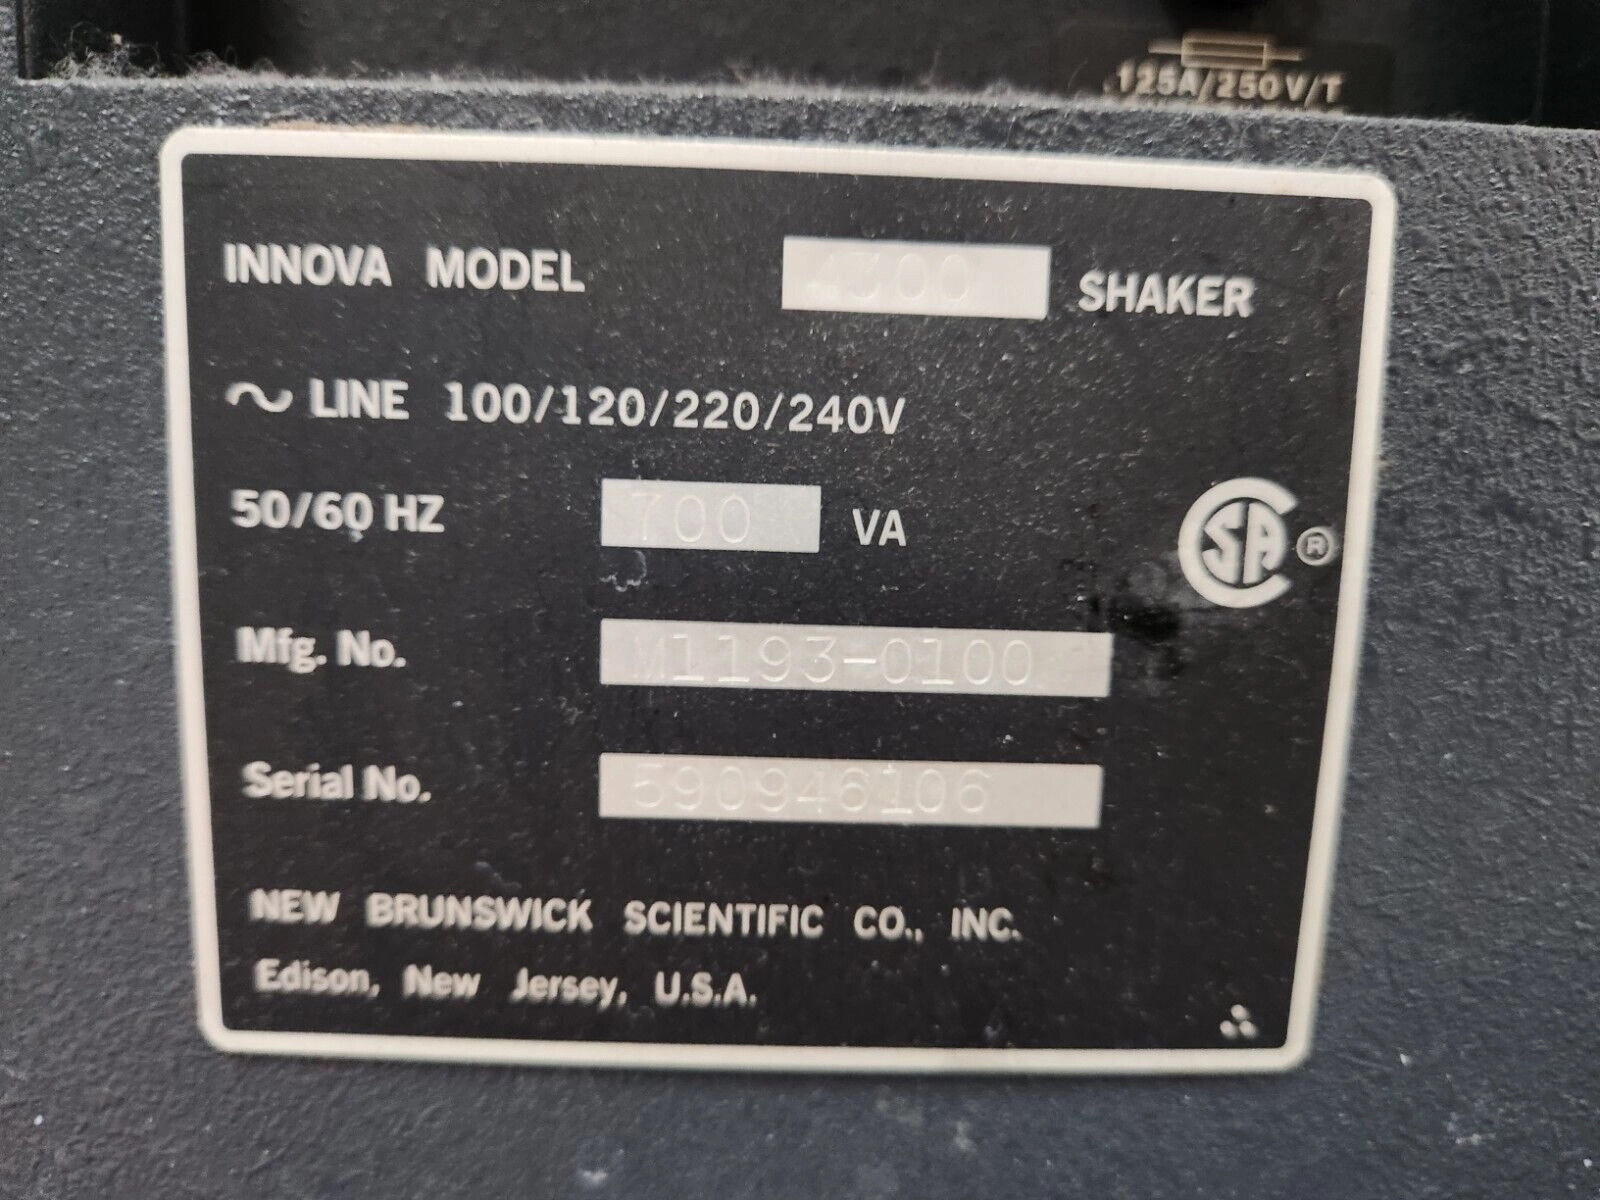 .125A/250V/T
INNOVA MODEL 4300 SHAKER
~ LINE 100/120/220/240V
50/60 HZ 700 VA
CSA ®
Mfg. No. M1193-0100
Serial No. 590946106
NEW BRUNSWICK SCIENTIFIC CO., INC.
Edison, New Jersey, U.S.A.